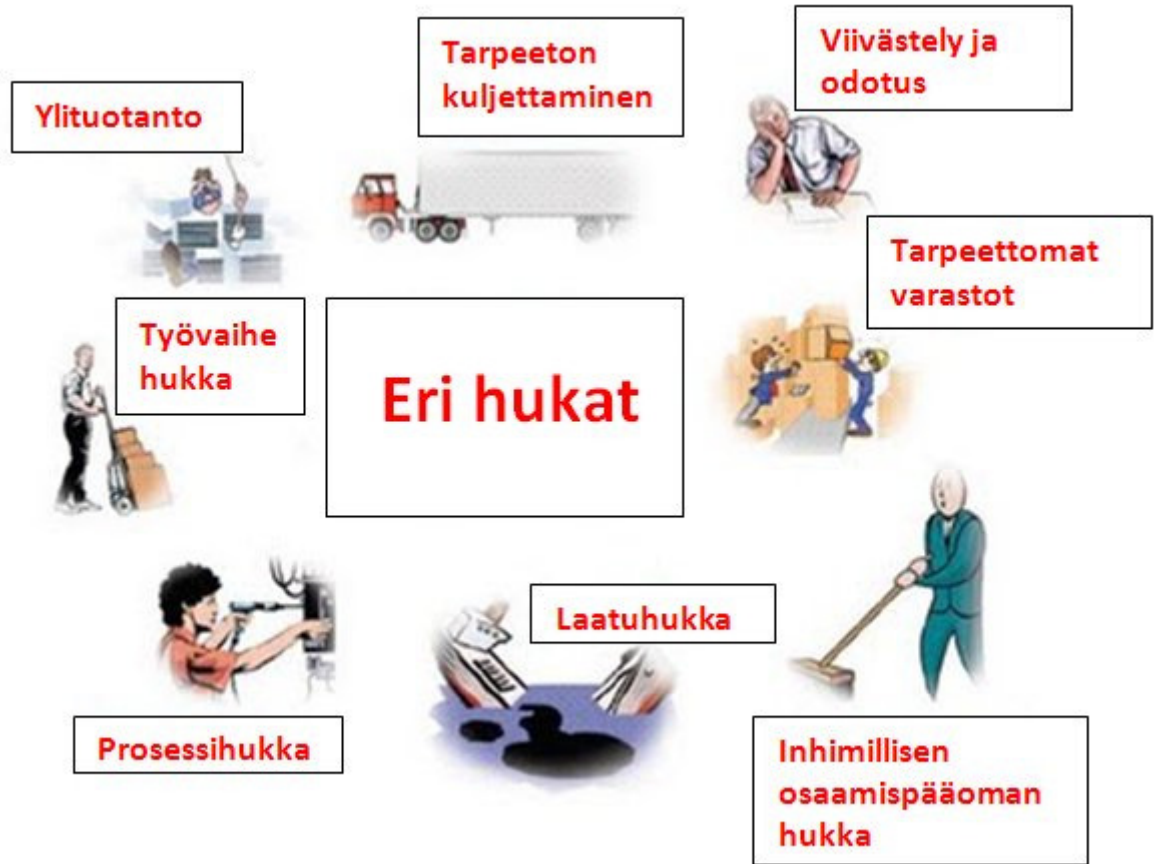 Tarpeeton
kuljettaminen
Viivästely ja
odotus
Ylituotanto
Tarpeettomat
varastot
Työvaihe
hukka
Eri hukat
Laatuhukka
Prosessihukka
Inhimillisen
osaamispääoman
hukka